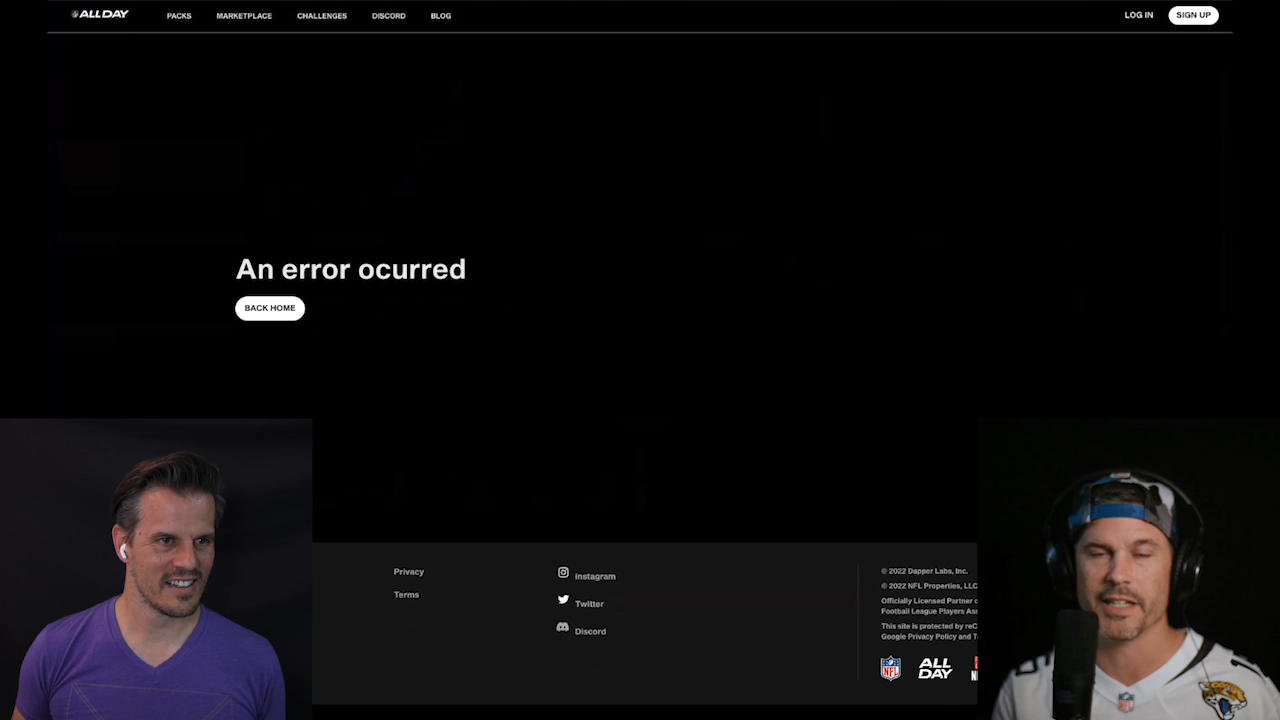 ALL DAY
PACKS
MARKETPLACE
CHALLENGES
DISCORD
BLOG
LOG IN
SIGN UP
An error ocurred
BACK HOME
Privacy
Terms
Instagram
Twitter
Discord
© 2022 Dapper Labs, Inc.
© 2022 NFL Properties, LLC
Officially Licensed Partner
Football League Players
This site is protected by
Google Privacy Policy and
NFL
ALL
DAY